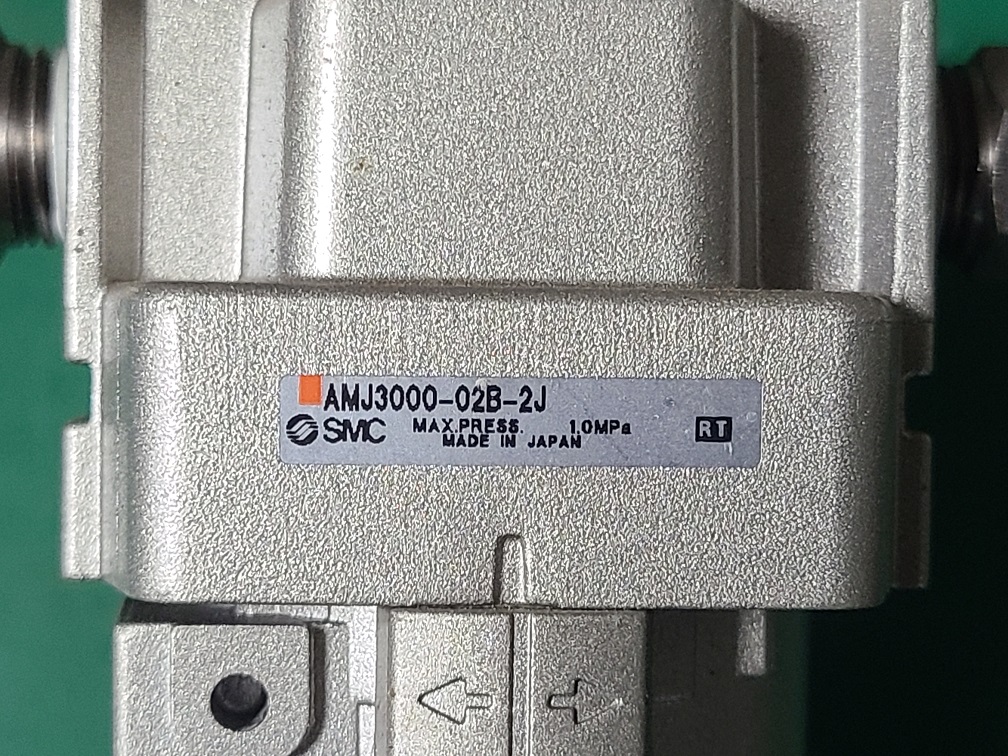 AMJ3000-02B-2J
SMC MAX.PRESS. 1.0MPa RT
MADE IN JAPAN